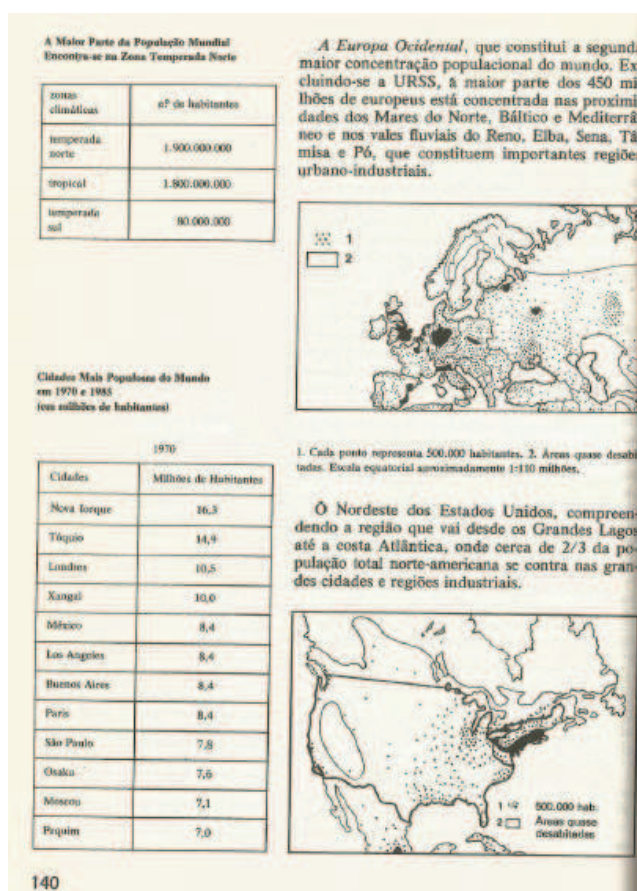 A Maior Parte da População Mundial
Encontra-se na Zona Temperada Norte
zonas climáticas
nº de habitantes
temperada norte
1.900.000.000
tropical
1.800.000.000
temperada sul
80.000.000
Cidades Mais Populosas do Mundo
em 1970 e 1985
(em milhões de habitantes)
1970
Cidades
Milhões de Habitantes
Nova Iorque
16,3
Tóquio
14,9
Londres
10,5
Xangai
10,0
México
8,4
Los Angeles
8,4
Buenos Aires
8,4
Paris
8,4
São Paulo
7,8
Osaka
7,6
Moscou
7,1
Pequim
7,0
140
A Europa Ocidental, que constitui a segund
maior concentração populacional do mundo. Ex
cluindo-se a URSS, a maior parte dos 450 mi
lhões de europeus está concentrada nas proximi
dades dos Mares do Norte, Báltico e Mediterrâ
neo e nos vales fluviais do Reno, Elba, Sena, Tâ
misa e Pó, que constituem importantes regiões
urbano-industriais.
1
2
1. Cada ponto representa 500.000 habitantes. 2. Áreas quase desabi
tadas. Escala equatorial aproximadamente 1:110 milhões.
O Nordeste dos Estados Unidos, compreen-
dendo a região que vai desde os Grandes Lagos
até a costa Atlântica, onde cerca de 2/3 da po-
pulação total norte-americana se contra nas gran-
des cidades e regiões industriais.
1 500.000 hab.
2 Áreas quase
desabitadas